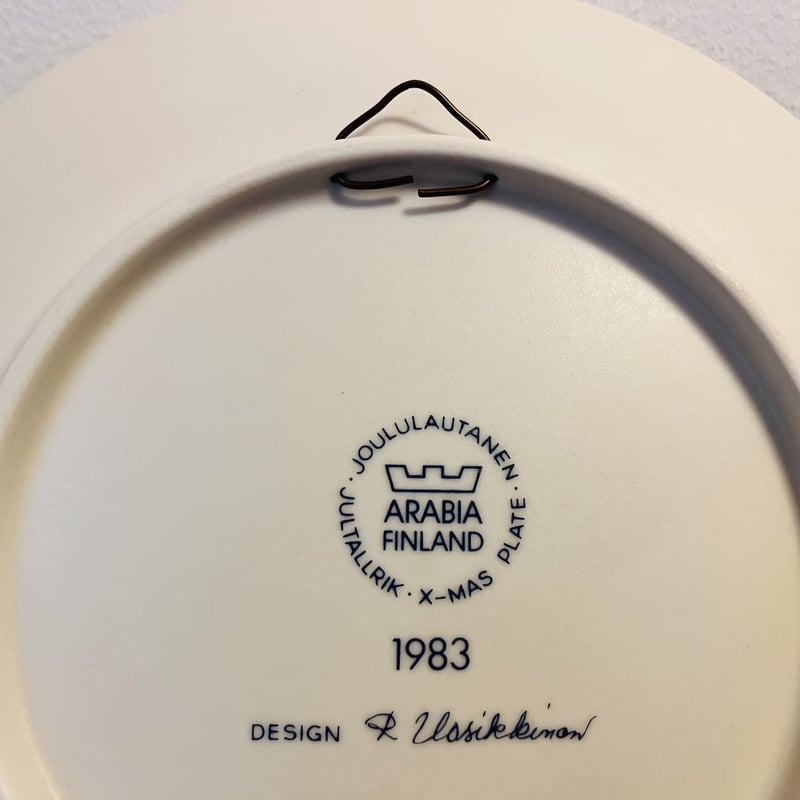 · JOULULAUTANEN ·
X-MAS PLATE
· JULTALLRIK ·
ARABIA
FINLAND
1983
DESIGN R Uosikkinen